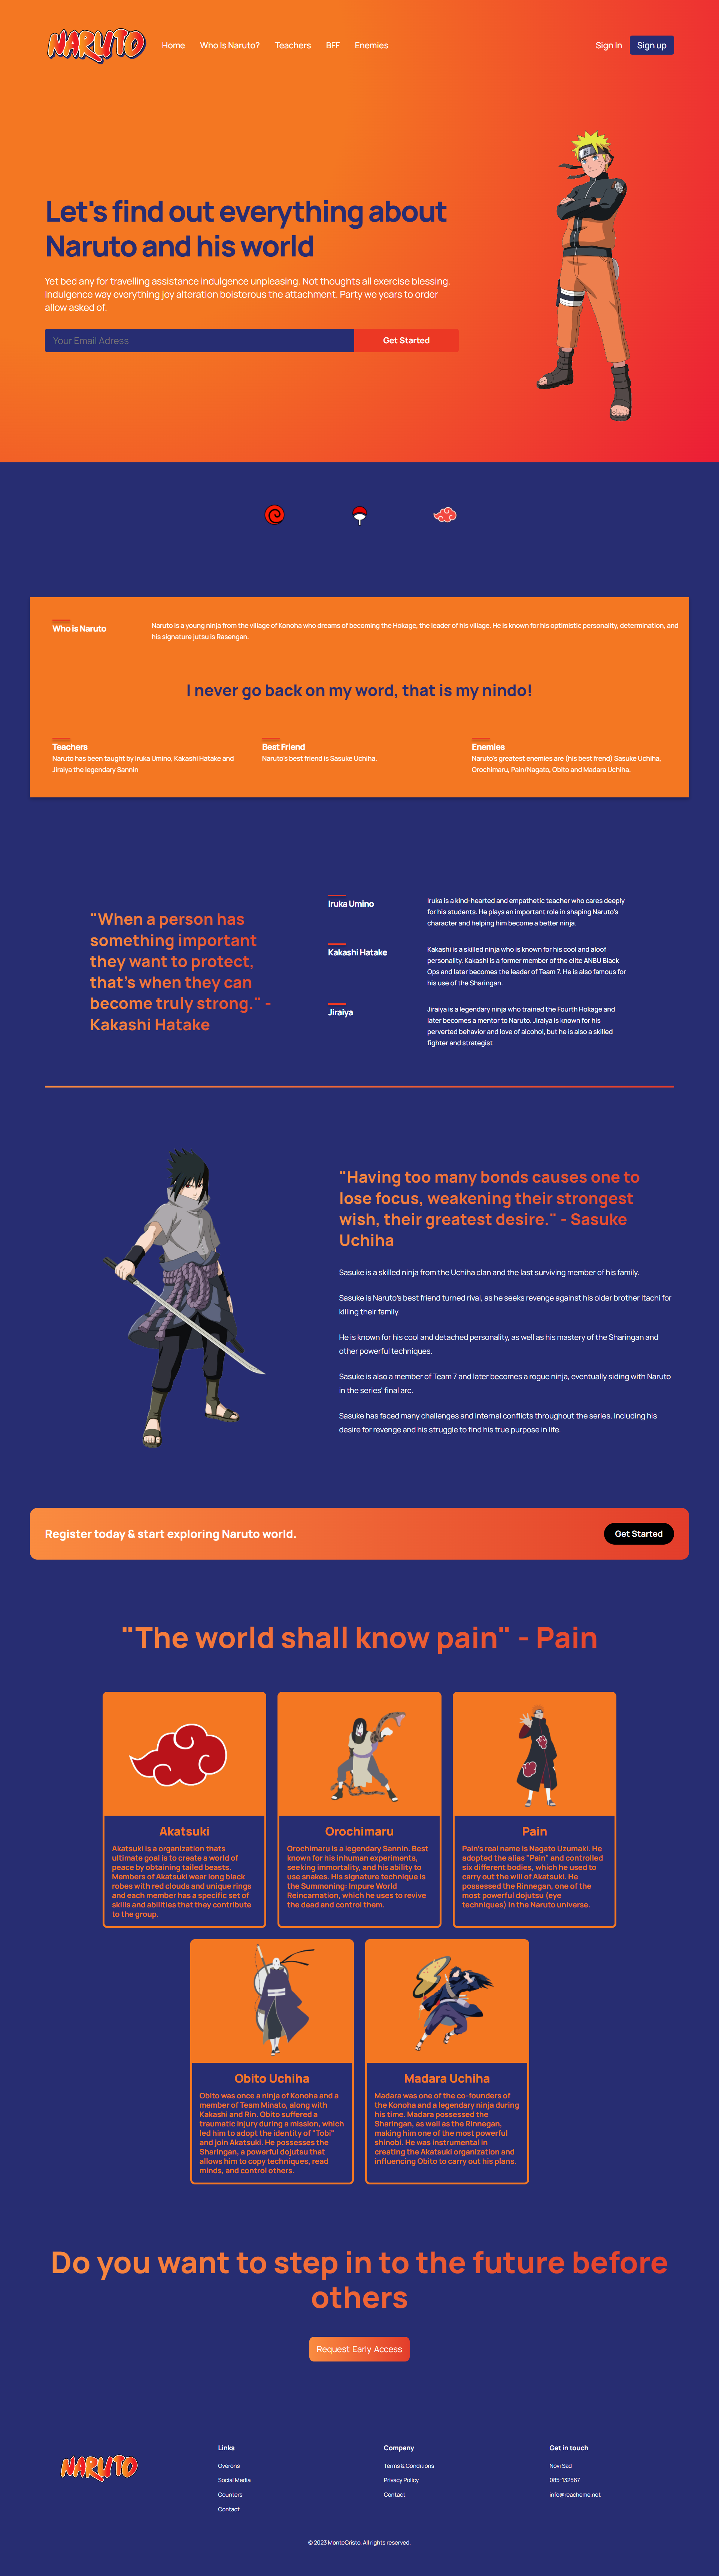 NARUTO
Home
Who Is Naruto?
Teachers
BFF
Enemies
Sign In
Sign up
Let's find out everything about
Naruto and his world
Yet bed any for travelling assistance indulgence unpleasing. Not thoughts all exercise blessing.
Indulgence way everything joy alteration boisterous the attachment. Party we years to order
allow asked of.
Your Email Adress
Get Started
Who is Naruto
Naruto is a young ninja from the village of Konoha who dreams of becoming the Hokage, the leader of his village. He is known for his optimistic personality, determination, and
his signature jutsu is Rasengan.
I never go back on my word, that is my nindo!
Teachers
Naruto has been taught by Iruka Umino, Kakashi Hatake and
Jiraiya the legendary Sannin
Best Friend
Naruto's best friend is Sasuke Uchiha.
Enemies
Naruto's greatest enemies are (his best frend) Sasuke Uchiha,
Orochimaru, Pain/Nagato, Obito and Madara Uchiha.
"When a person has
something important
they want to protect,
that's when they can
become truly strong." -
Kakashi Hatake
Iruka Umino
Iruka is a kind-hearted and empathetic teacher who cares deeply
for his students. He plays an important role in shaping Naruto's
character and helping him become a better ninja.
Kakashi Hatake
Kakashi is a skilled ninja who is known for his cool and aloof
personality. Kakashi is a former member of the elite ANBU Black
Ops and later becomes the leader of Team 7. He is also famous for
his use of the Sharingan.
Jiraiya
Jiraiya is a legendary ninja who trained the Fourth Hokage and
later becomes a mentor to Naruto. Jiraiya is known for his
perverted behavior and love of alcohol, but he is also a skilled
fighter and strategist
"Having too many bonds causes one to
lose focus, weakening their strongest
wish, their greatest desire." - Sasuke
Uchiha
Sasuke is a skilled ninja from the Uchiha clan and the last surviving member of his family.
Sasuke is Naruto's best friend turned rival, as he seeks revenge against his older brother Itachi for
killing their family.
He is known for his cool and detached personality, as well as his mastery of the Sharingan and
other powerful techniques.
Sasuke is also a member of Team 7 and later becomes a rogue ninja, eventually siding with Naruto
in the series' final arc.
Sasuke has faced many challenges and internal conflicts throughout the series, including his
desire for revenge and his struggle to find his true purpose in life.
Register today & start exploring Naruto world.
Get Started
"The world shall know pain" - Pain
Akatsuki
Akatsuki is a organization thats
ultimate goal is to create a world of
peace by obtaining tailed beasts.
Members of Akatsuki wear long black
robes with red clouds and unique rings
and each member has a specific set of
skills and abilities that they contribute
to the group.
Orochimaru
Orochimaru is a legendary Sannin. Best
known for his inhuman experiments,
seeking immortality, and his ability to
use snakes. His signature technique is
the Summoning: Impure World
Reincarnation, which he uses to revive
the dead and control them.
Pain
Pain's real name is Nagato Uzumaki. He
adopted the alias "Pain" and controlled
six different bodies, which he used to
carry out the will of Akatsuki. He
possessed the Rinnegan, one of the
most powerful dojutsu (eye
techniques) in the Naruto universe.
Obito Uchiha
Obito was once a ninja of Konoha and a
member of Team Minato, along with
Kakashi and Rin. Obito suffered a
traumatic injury during a mission, which
led him to adopt the identity of "Tobi"
and join Akatsuki. He possesses the
Sharingan, a powerful dojutsu that
allows him to copy techniques, read
minds, and control others.
Madara Uchiha
Madara was one of the co-founders of
the Konoha and a legendary ninja during
his time. Madara possessed the
Sharingan, as well as the Rinnegan,
making him one of the most powerful
shinobi. He was instrumental in
creating the Akatsuki organization and
influencing Obito to carry out his plans.
Do you want to step in to the future before
others
Request Early Access
NARUTO
Links
Overons
Social Media
Counters
Contact
Company
Terms & Conditions
Privacy Policy
Contact
Get in touch
Novi Sad
085-132567
info@reacheme.net
© 2023 MonteCristo. All rights reserved.